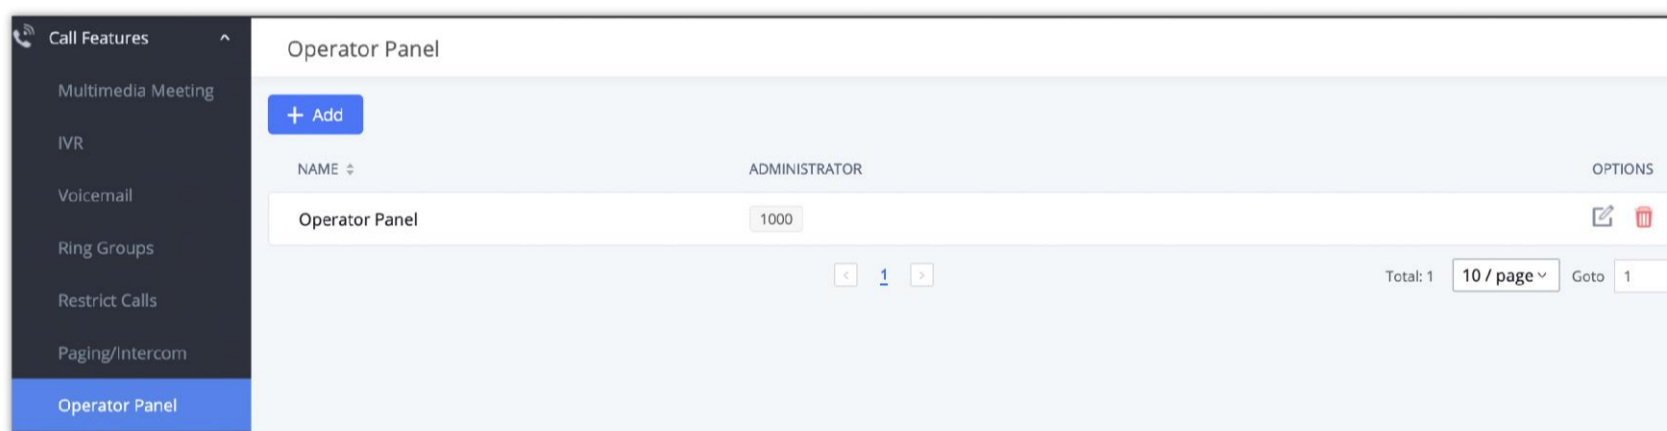 Call Features
Multimedia Meeting
IVR
Voicemail
Ring Groups
Restrict Calls
Paging/Intercom
Operator Panel
Operator Panel
+ Add
NAME ADMINISTRATOR OPTIONS
Operator Panel 1000
< 1 > Total: 1 10 / page Goto 1